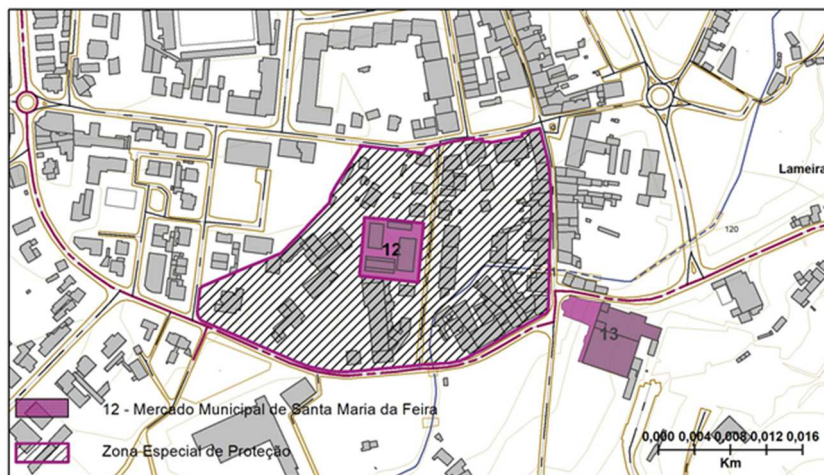 Lameira
120
12
13
12 - Mercado Municipal de Santa Maria da Feira
Zona Especial de Proteção
0,000 0,004 0,008 0,012 0,016
Km